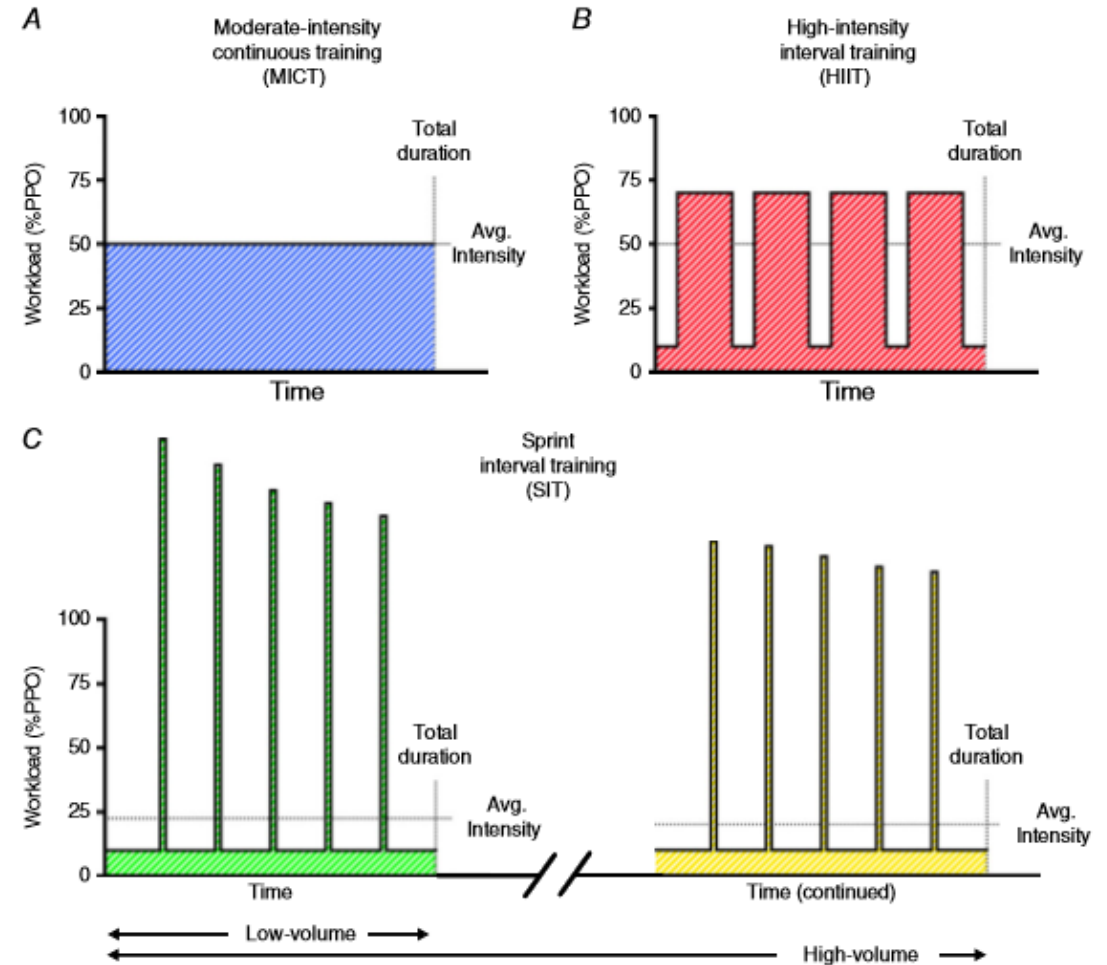 A
Moderate-intensity
continuous training
(MICT)
100
75
50
25
0
Workload (%PPO)
Total
duration
Avg.
Intensity
Time
B
High-intensity
interval training
(HIIT)
100
75
50
25
0
Workload (%PPO)
Total
duration
Avg.
Intensity
Time
C
Sprint
interval training
(SIT)
100
75
50
25
0
Workload (%PPO)
Total
duration
Avg.
Intensity
Time
Total
duration
Avg.
Intensity
Time (continued)
Low-volume
High-volume